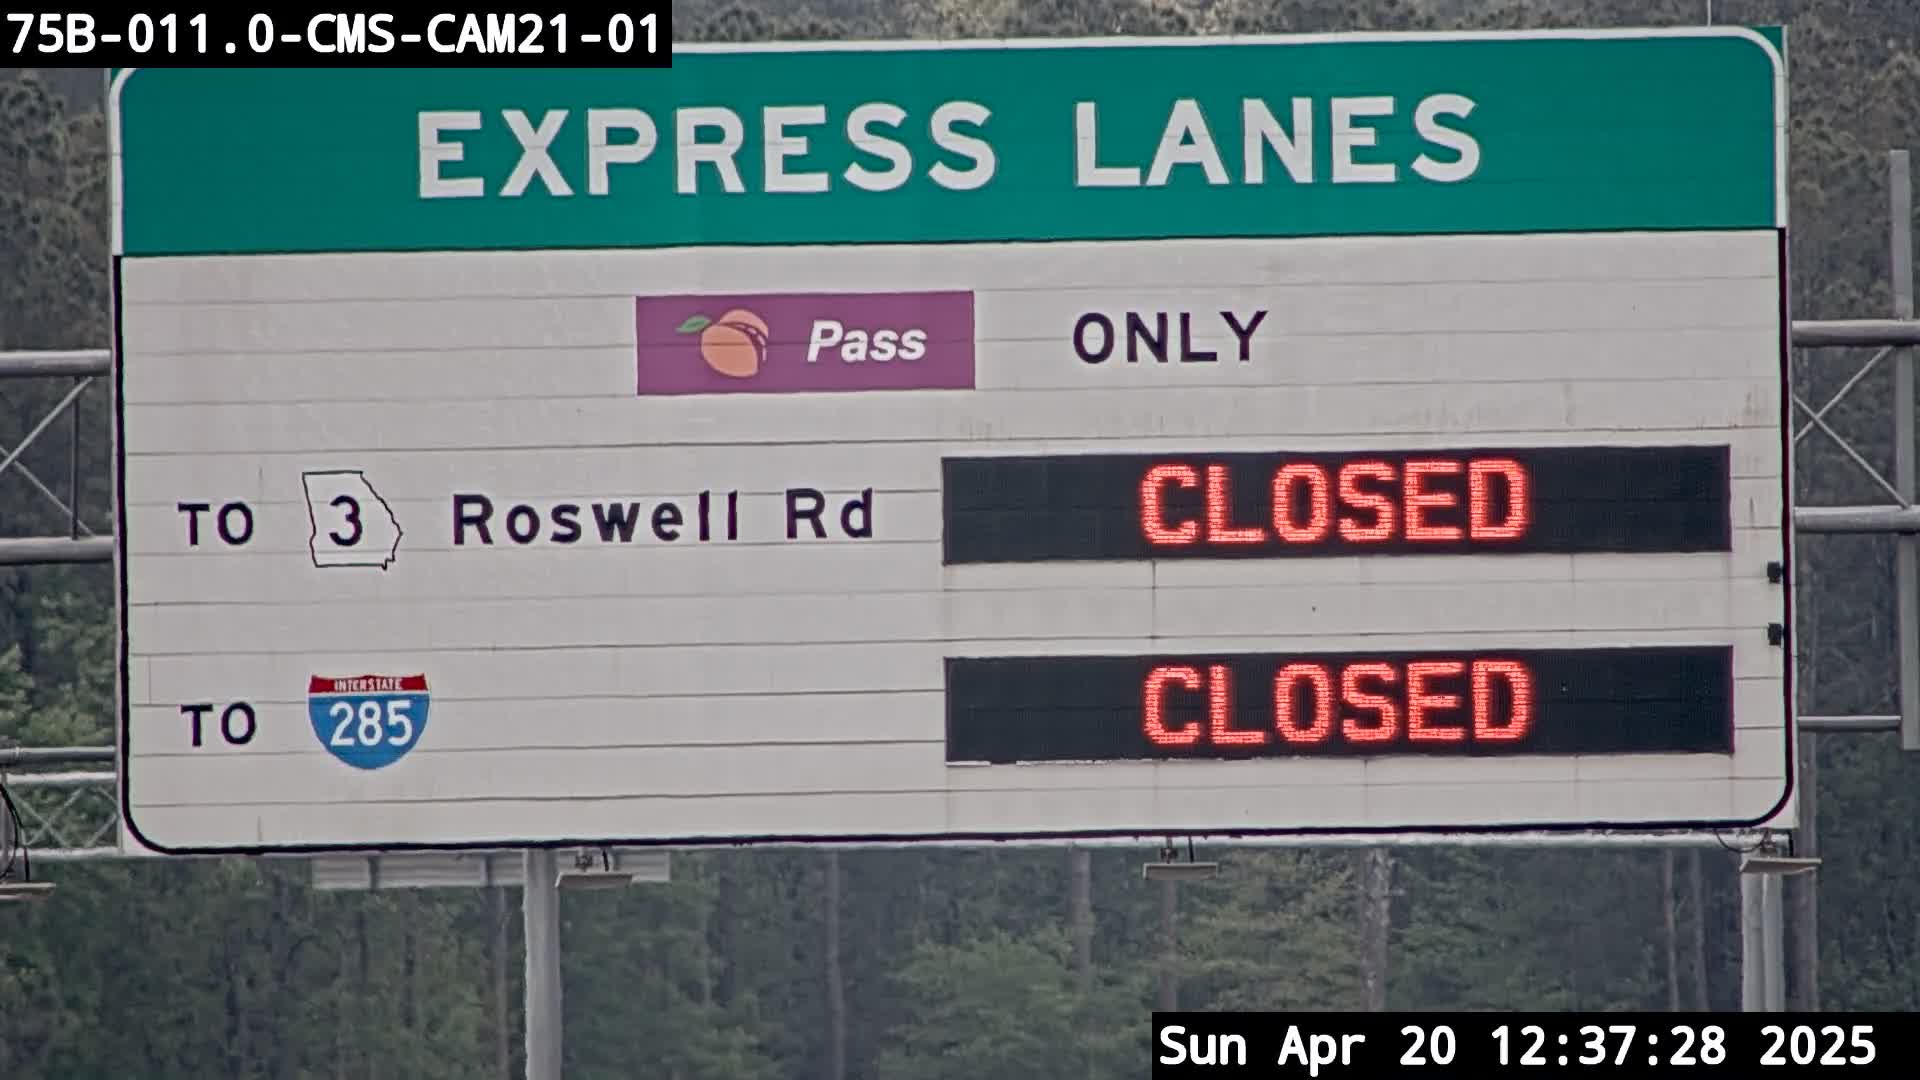 75B-011.0-CMS-CAM21-01
EXPRESS LANES
Pass ONLY
TO 3 Roswell Rd CLOSED
INTERSTATE
TO 285 CLOSED
Sun Apr 20 12:37:28 2025